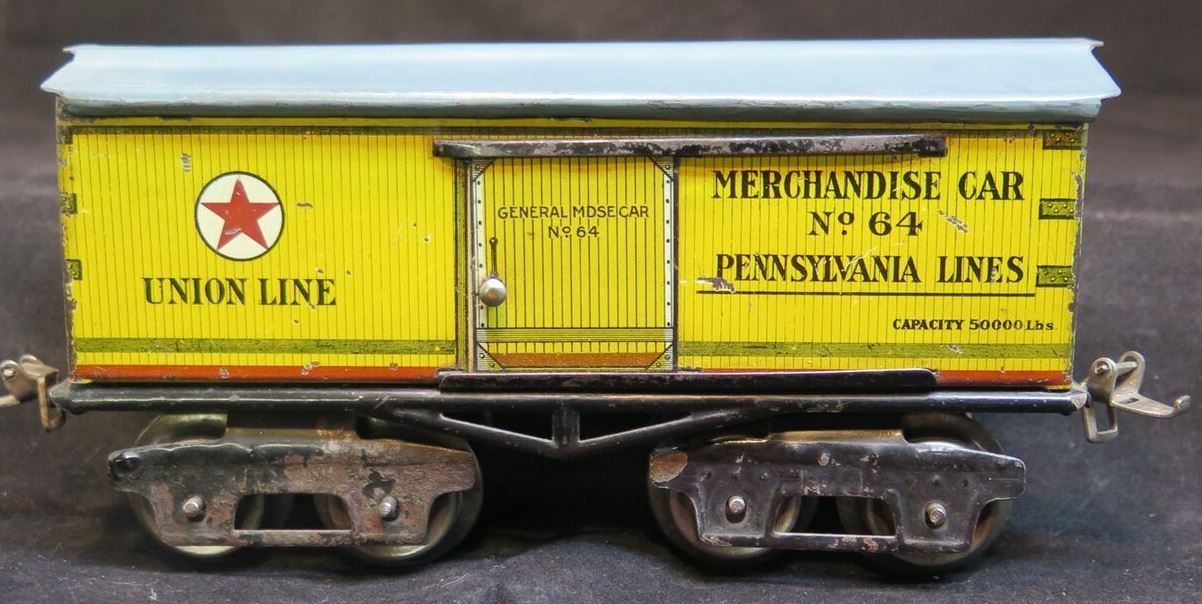 UNION LINE
GENERAL MDSE CAR
Nº 64
MERCHANDISE CAR
Nº 64
PENNSYLVANIA LINES
CAPACITY 50000 Lbs.